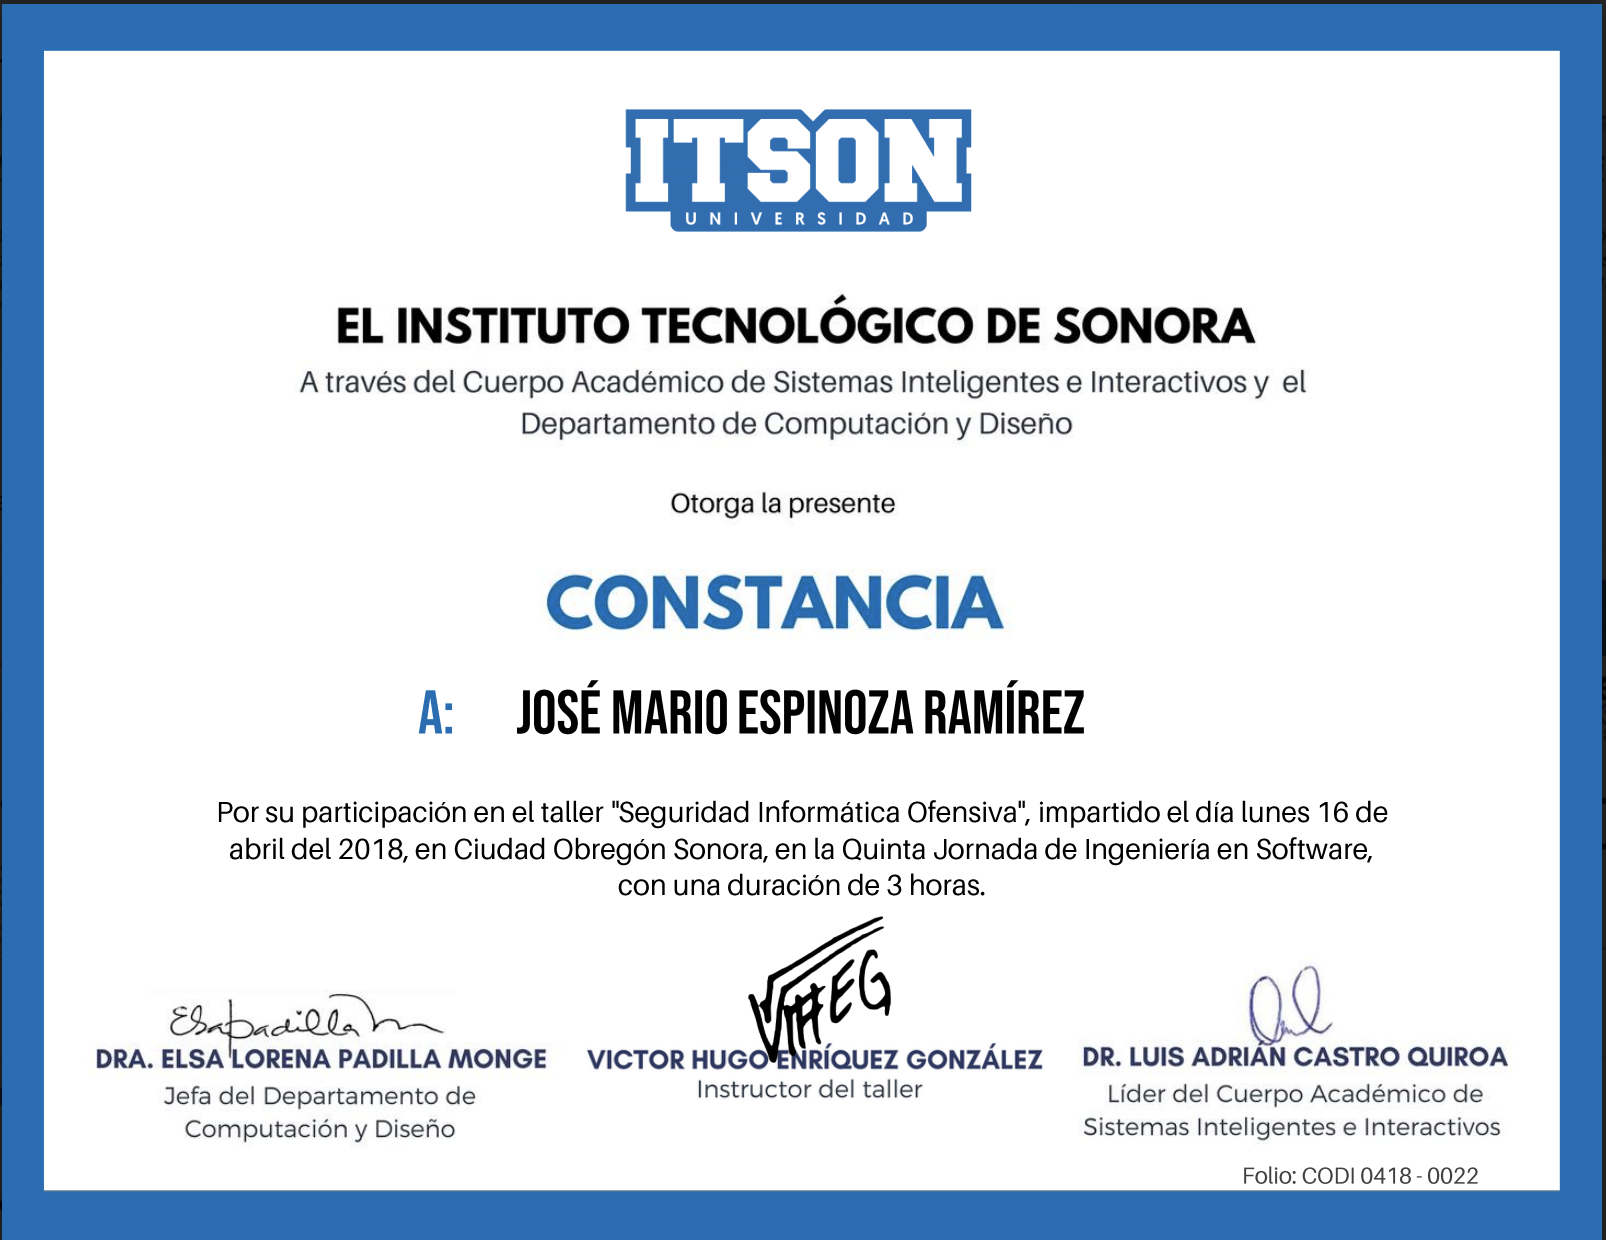 ITSON
UNIVERSIDAD
EL INSTITUTO TECNOLÓGICO DE SONORA
A través del Cuerpo Académico de Sistemas Inteligentes e Interactivos y el
Departamento de Computación y Diseño
Otorga la presente
CONSTANCIA
A: JOSÉ MARIO ESPINOZA RAMÍREZ
Por su participación en el taller "Seguridad Informática Ofensiva", impartido el día lunes 16 de
abril del 2018, en Ciudad Obregón Sonora, en la Quinta Jornada de Ingeniería en Software,
con una duración de 3 horas.
DRA. ELSA LORENA PADILLA MONGE
Jefa del Departamento de
Computación y Diseño
VICTOR HUGO ENRÍQUEZ GONZÁLEZ
Instructor del taller
DR. LUIS ADRIÁN CASTRO QUIROA
Líder del Cuerpo Académico de
Sistemas Inteligentes e Interactivos
Folio: CODI 0418 - 0022